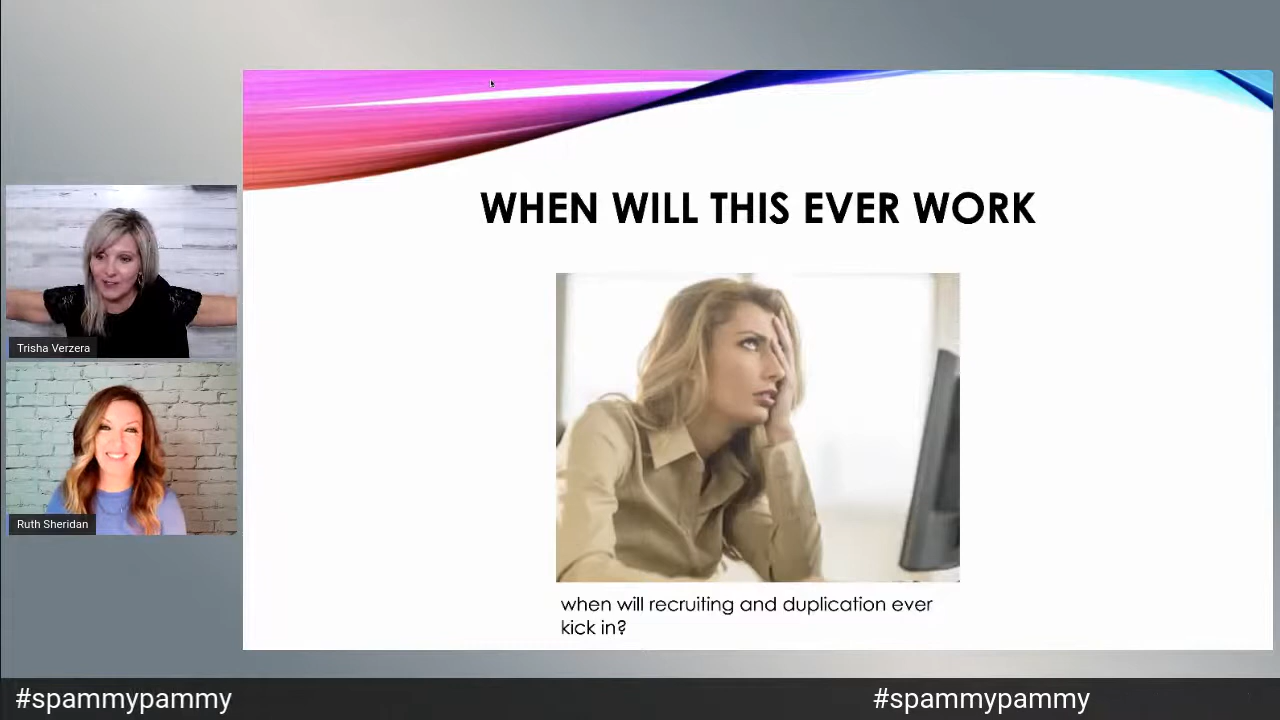 WHEN WILL THIS EVER WORK
Trisha Verzera
Ruth Sheridan
when will recruiting and duplication ever
kick in?
#spammypammy
#spammypammy